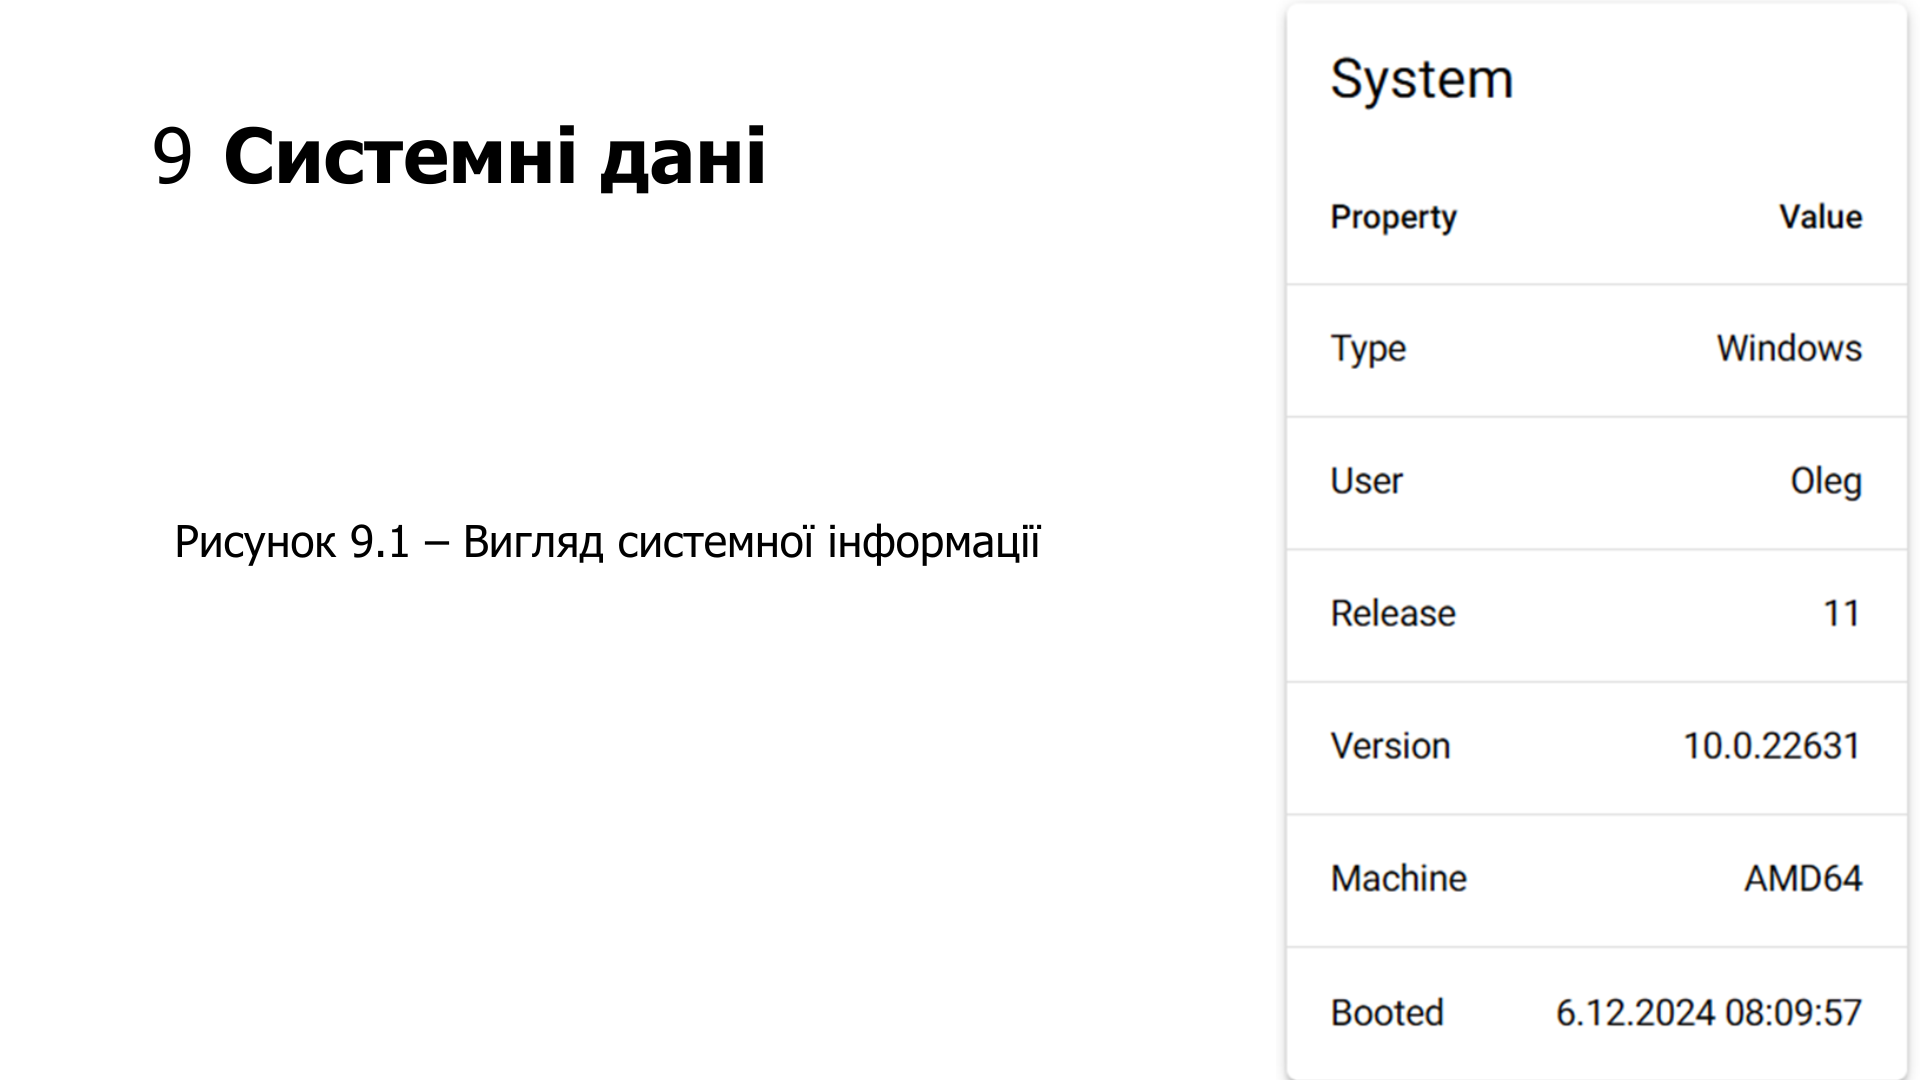 9 Системні дані
Рисунок 9.1 – Вигляд системної інформації
System
Property Value
Type Windows
User Oleg
Release 11
Version 10.0.22631
Machine AMD64
Booted 6.12.2024 08:09:57